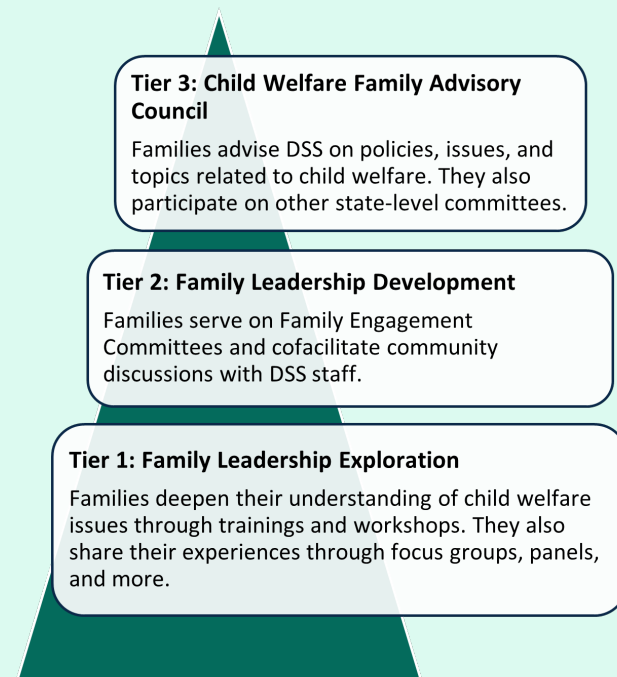 Tier 3: Child Welfare Family Advisory
Council
Families advise DSS on policies, issues, and
topics related to child welfare. They also
participate on other state-level committees.
Tier 2: Family Leadership Development
Families serve on Family Engagement
Committees and cofacilitate community
discussions with DSS staff.
Tier 1: Family Leadership Exploration
Families deepen their understanding of child welfare
issues through trainings and workshops. They also
share their experiences through focus groups, panels,
and more.